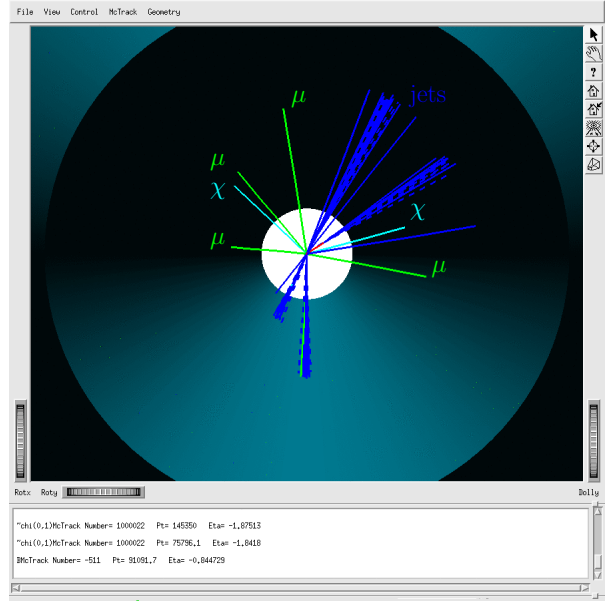 File View Control McTrack Geometry
μ
jets
?
μ
χ
χ
μ
μ
Rotx Roty Dolly
~chi(0,1)McTrack Number= 1000022 Pt= 145350 Eta= -1.87513
~chi(0,1)McTrack Number= 1000022 Pt= 75796.1 Eta= -1.8418
BMcTrack Number= -511 Pt= 91091.7 Eta= -0.844729